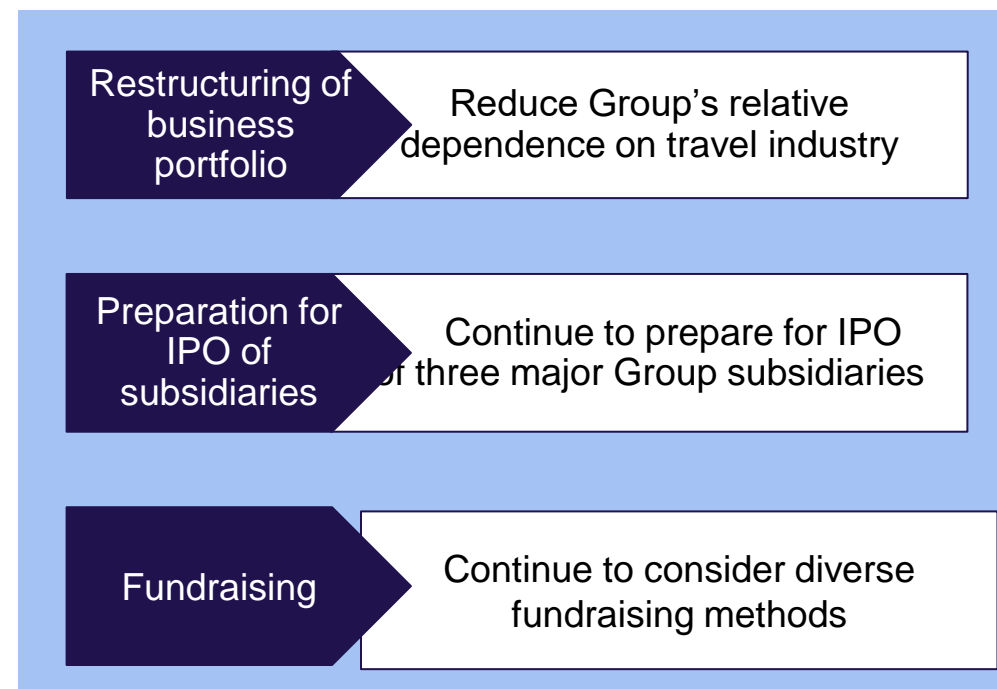 Restructuring of
business
portfolio
Reduce Group’s relative
dependence on travel industry
Preparation for
IPO of
subsidiaries
Continue to prepare for IPO
of three major Group subsidiaries
Fundraising
Continue to consider diverse
fundraising methods